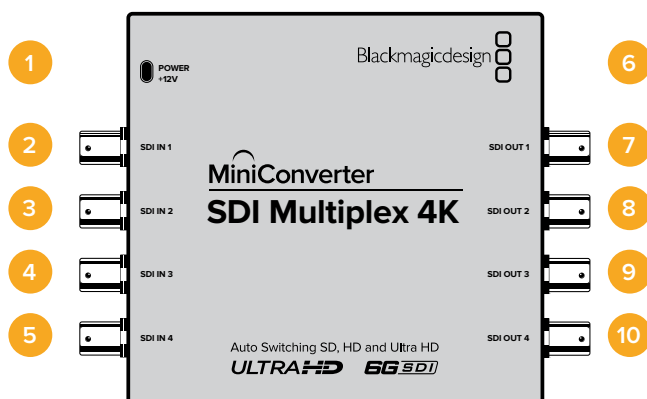 1
6
POWER
+12V
Blackmagicdesign
2
SDI IN 1
SDI OUT 1
7
MiniConverter
3
SDI IN 2
SDI Multiplex 4K
SDI OUT 2
8
4
SDI IN 3
SDI OUT 3
9
5
SDI IN 4
Auto Switching SD, HD and Ultra HD
SDI OUT 4
10
ULTRA HD 6G SDI